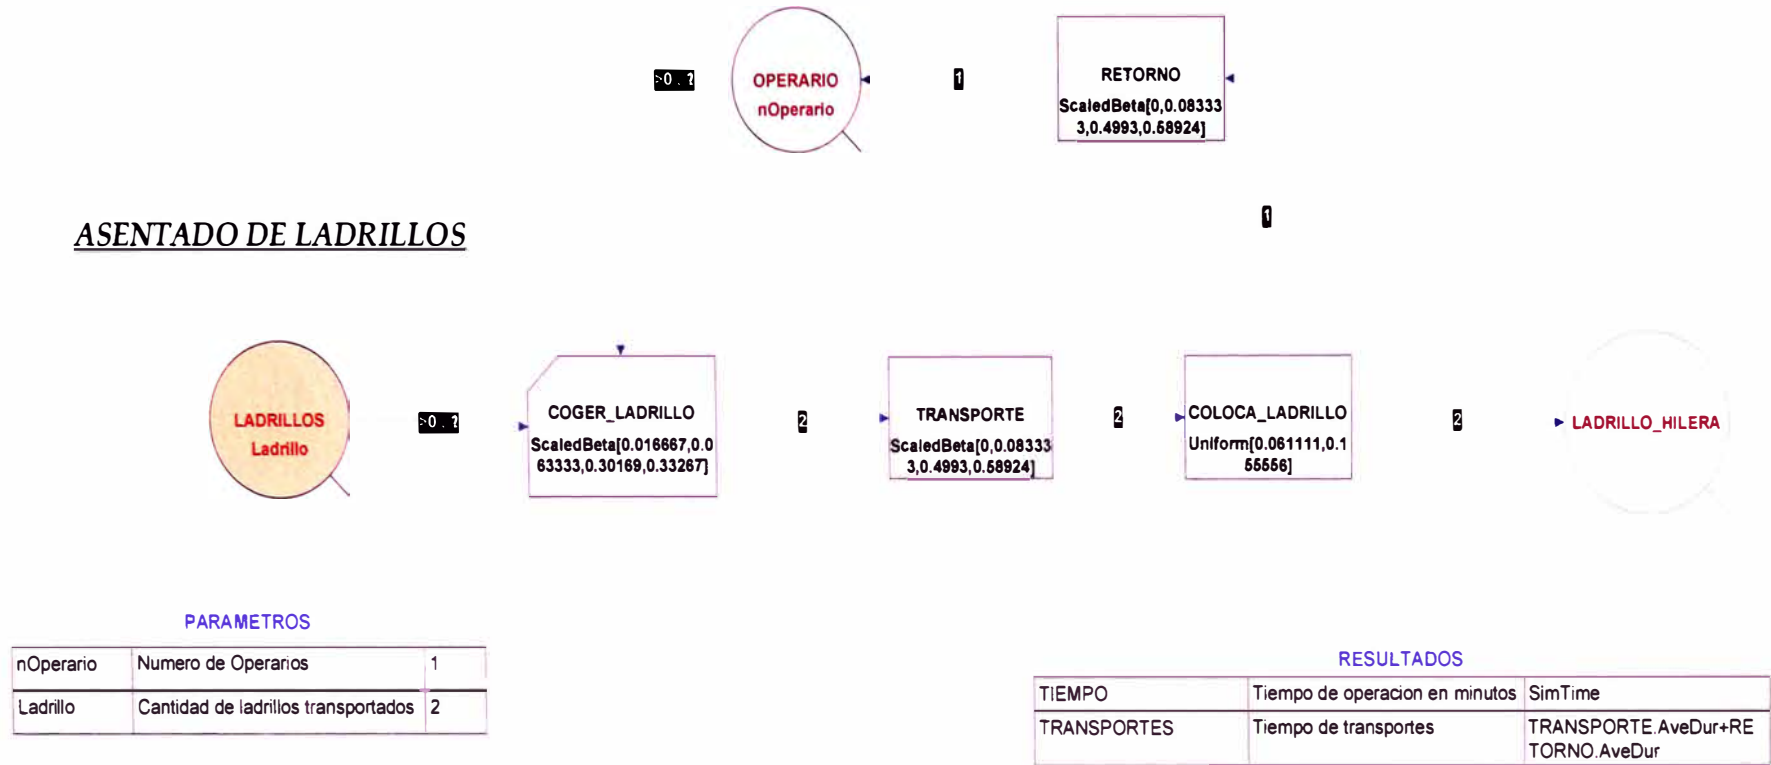 >0 , ?
OPERARIO
nOperario
1
RETORNO
ScaledBeta[0,0.08333
3,0.4993,0.58924]
ASENTADO DE LADRILLOS
1
LADRILLOS
Ladrillo
>0 , ?
COGER_LADRILLO
ScaledBeta[0.016667,0.0
63333,0.30169,0.33267]
2
TRANSPORTE
ScaledBeta[0,0.08333
3,0.4993,0.58924]
2
COLOCA_LADRILLO
Uniform[0.061111,0.1
55556]
2
LADRILLO_HILERA
PARAMETROS
nOperario Numero de Operarios 1
Ladrillo Cantidad de ladrillos transportados 2
RESULTADOS
TIEMPO Tiempo de operacion en minutos SimTime
TRANSPORTES Tiempo de transportes TRANSPORTE.AveDur+RE
TORNO.AveDur